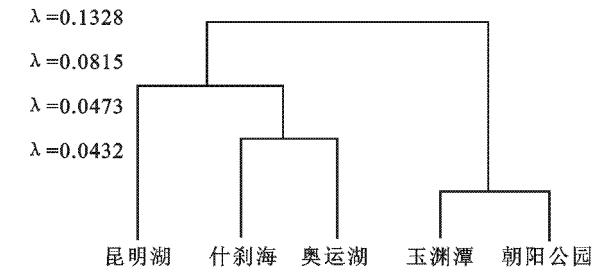 λ=0.1328
λ=0.0815
λ=0.0473
λ=0.0432
昆明湖 什刹海 奥运湖 玉渊潭 朝阳公园